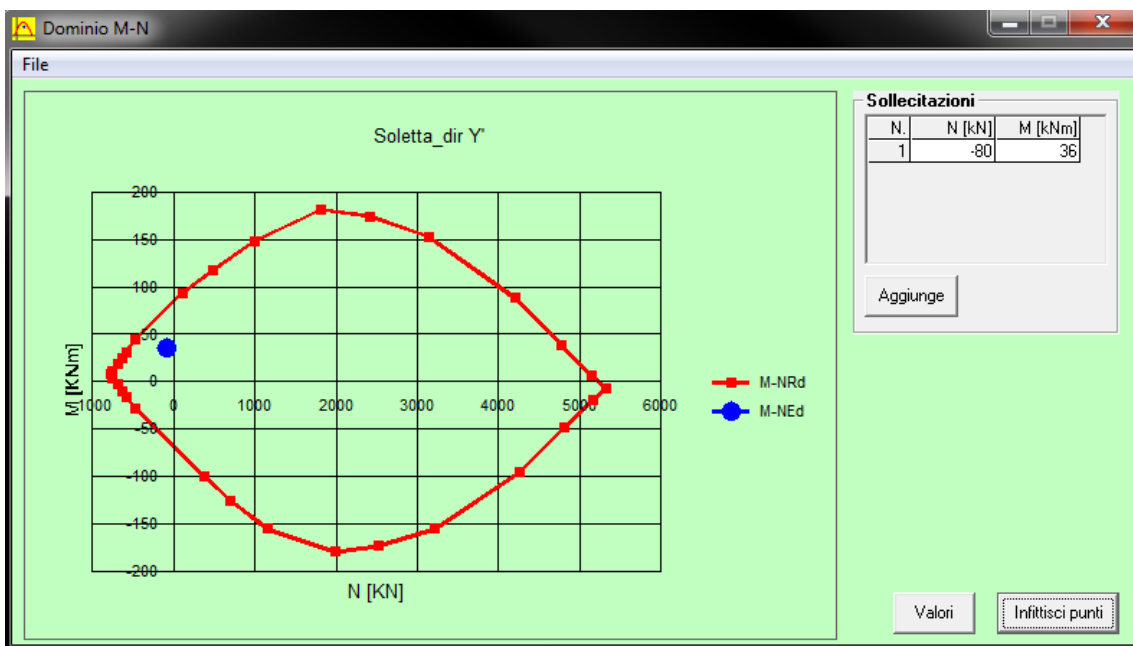 Dominio M-N
File
Soletta_dir Y'
200
150
100
50
0
-50
-100
-150
-200
M [KNm]
1000 0 1000 2000 3000 4000 5000 6000
N [KN]
M-NRd
M-NEd
Sollecitazioni
N. N [kN] M [kNm]
1 -80 36
Aggiunge
Valori Infittisci punti